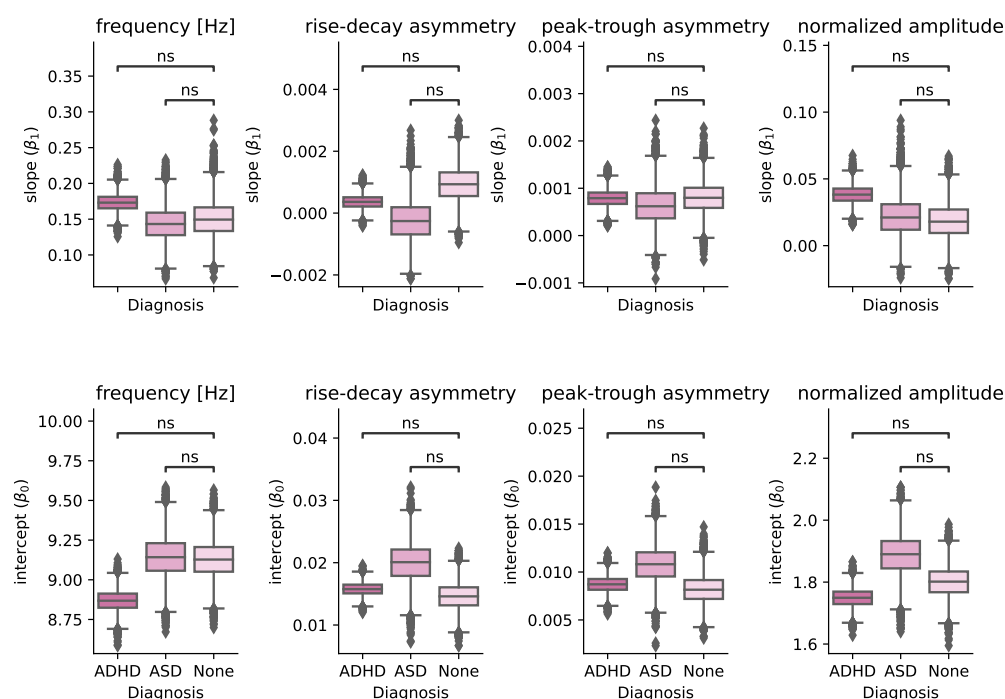 frequency [Hz]
rise-decay asymmetry
peak-trough asymmetry
normalized amplitude
slope (β₁)
0.35
0.30
0.25
0.20
0.15
0.10
ns
ns
Diagnosis
slope (β₁)
0.004
0.002
0.000
−0.002
ns
ns
Diagnosis
slope (β₁)
0.004
0.003
0.002
0.001
0.000
−0.001
ns
ns
Diagnosis
slope (β₁)
0.15
0.10
0.05
0.00
ns
ns
Diagnosis
frequency [Hz]
rise-decay asymmetry
peak-trough asymmetry
normalized amplitude
intercept (β₀)
10.00
9.75
9.50
9.25
9.00
8.75
ns
ns
ADHD ASD None
Diagnosis
intercept (β₀)
0.04
0.03
0.02
0.01
ns
ns
ADHD ASD None
Diagnosis
intercept (β₀)
0.025
0.020
0.015
0.010
0.005
ns
ns
ADHD ASD None
Diagnosis
intercept (β₀)
2.2
2.0
1.8
1.6
ns
ns
ADHD ASD None
Diagnosis